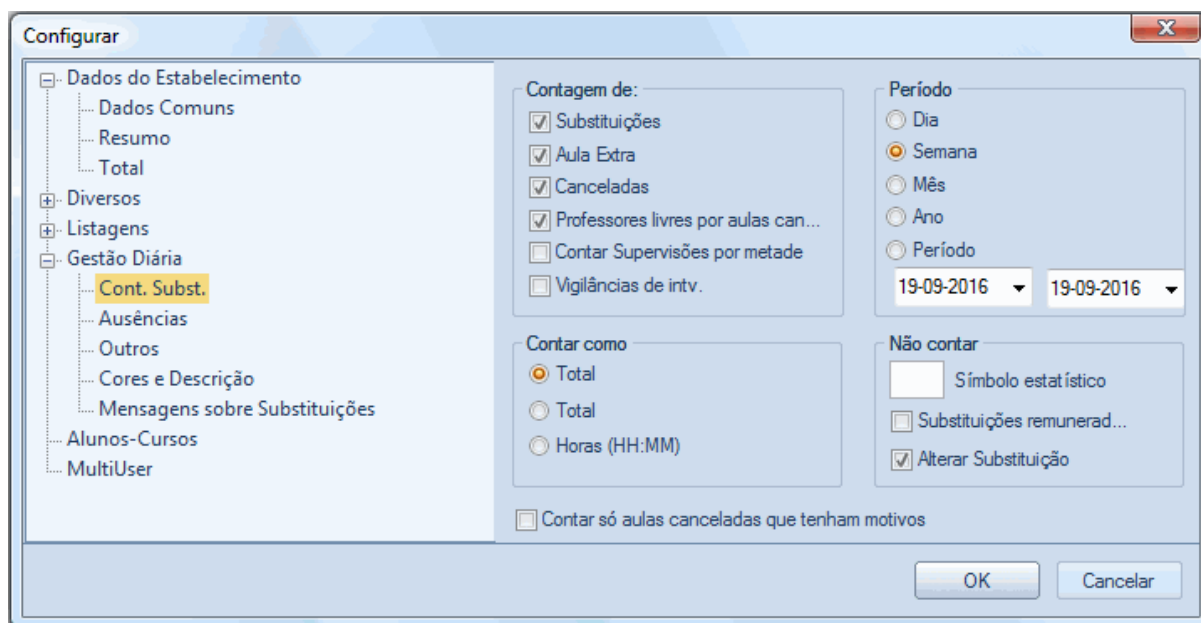 Configurar
Dados do Estabelecimento
Dados Comuns
Resumo
Total
Diversos
Listagens
Gestão Diária
Cont. Subst.
Ausências
Outros
Cores e Descrição
Mensagens sobre Substituições
Alunos-Cursos
MultiUser
Contagem de:
Substituições
Aula Extra
Canceladas
Professores livres por aulas can...
Contar Supervisões por metade
Vigilâncias de intv.
Período
Dia
Semana
Mês
Ano
Período
19-09-2016 19-09-2016
Contar como
Total
Total
Horas (HH:MM)
Não contar
Símbolo estatístico
Substituições remunerad...
Alterar Substituição
Contar só aulas canceladas que tenham motivos
OK Cancelar